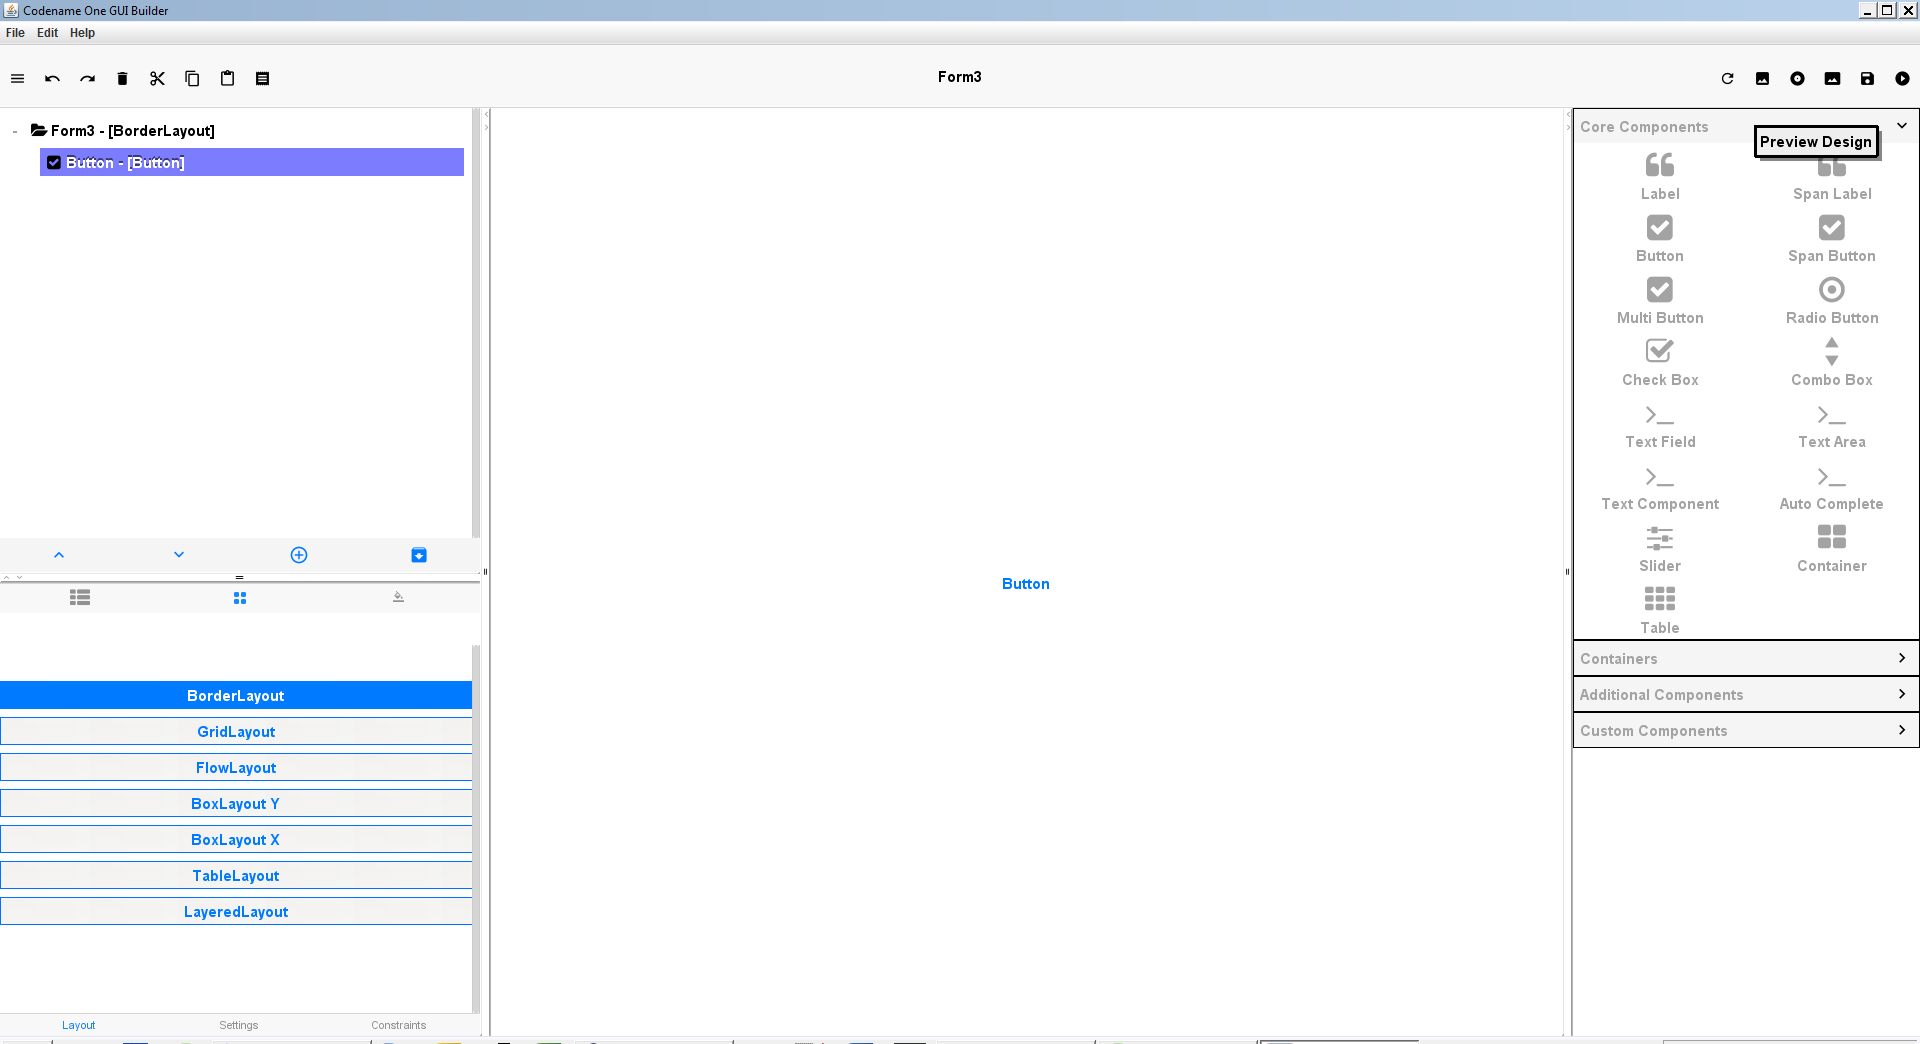 Codename One GUI Builder
File Edit Help
Form3
Form3 - [BorderLayout]
Button - [Button]
BorderLayout
GridLayout
FlowLayout
BoxLayout Y
BoxLayout X
TableLayout
LayeredLayout
Layout Settings Constraints
Button
Core Components
Preview Design
Label Span Label
Button Span Button
Multi Button Radio Button
Check Box Combo Box
Text Field Text Area
Text Component Auto Complete
Slider Container
Table
Containers
Additional Components
Custom Components